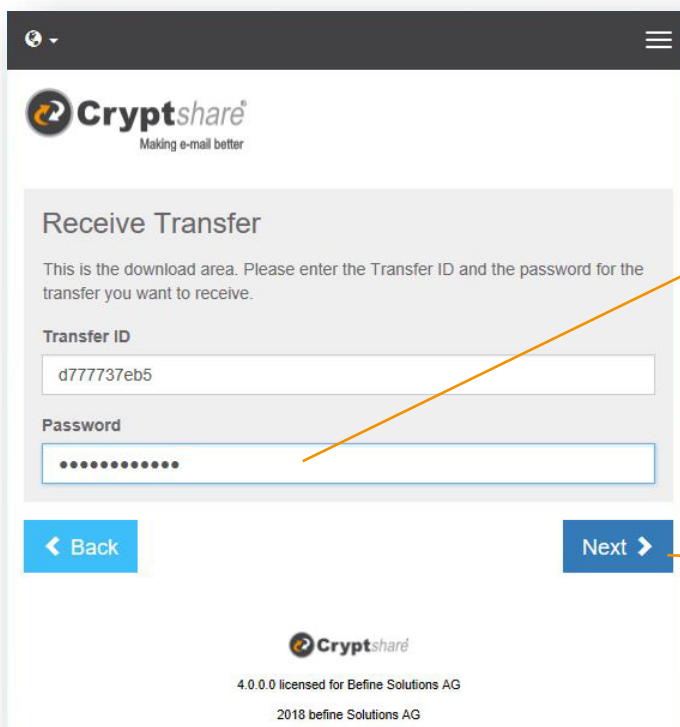 Cryptshare®
Making e-mail better
Receive Transfer
This is the download area. Please enter the Transfer ID and the password for the
transfer you want to receive.
Transfer ID
d777737eb5
Password
●●●●●●●●●●●●
Back
Next
Cryptshare
4.0.0.0 licensed for Befine Solutions AG
2018 befine Solutions AG